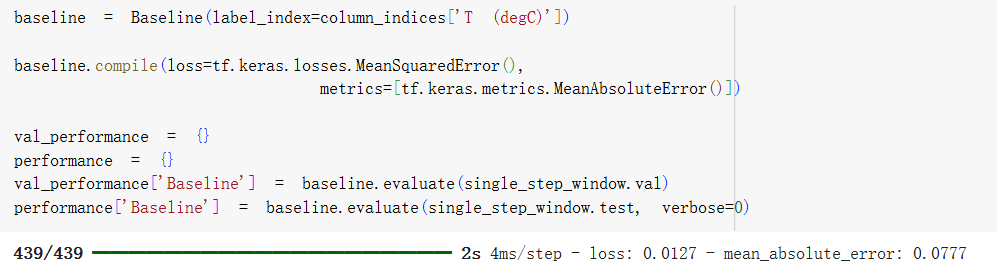 baseline = Baseline(label_index=column_indices['T (degC)'])
baseline.compile(loss=tf.keras.losses.MeanSquaredError(),
metrics=[tf.keras.metrics.MeanAbsoluteError()])
val_performance = {}
performance = {}
val_performance['Baseline'] = baseline.evaluate(single_step_window.val)
performance['Baseline'] = baseline.evaluate(single_step_window.test, verbose=0)
439/439 ━━━━━━━━━━━━━━━━━━━━ 2s 4ms/step - loss: 0.0127 - mean_absolute_error: 0.0777